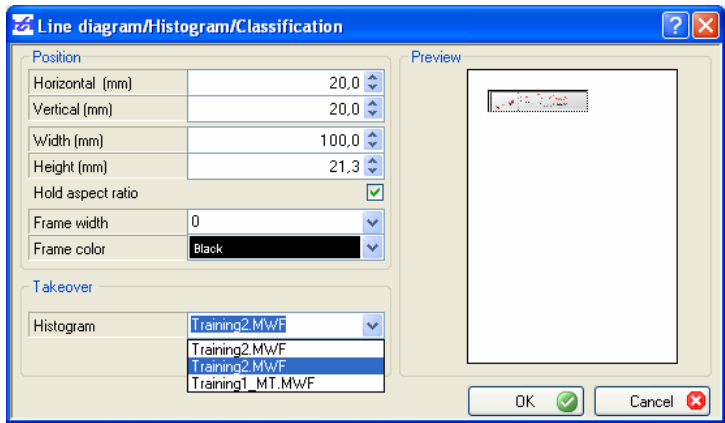 Line diagram/Histogram/Classification
Position
Horizontal (mm) 20,0
Vertical (mm) 20,0
Width (mm) 100,0
Height (mm) 21,3
Hold aspect ratio
Frame width 0
Frame color Black
Takeover
Histogram Training2.MWF
Training2.MWF
Training2.MWF
Training1_MT.MWF
Preview
OK Cancel